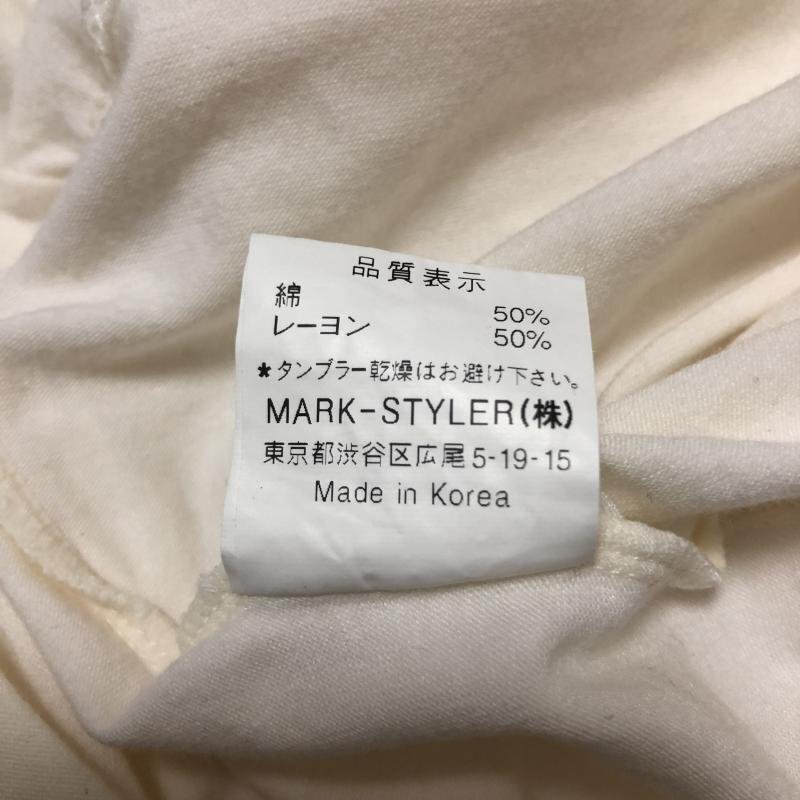 品質表示
綿 50%
レーヨン 50%
*タンブラー乾燥はお避け下さい。
MARK-STYLER(株)
東京都渋谷区広尾5-19-15
Made in Korea